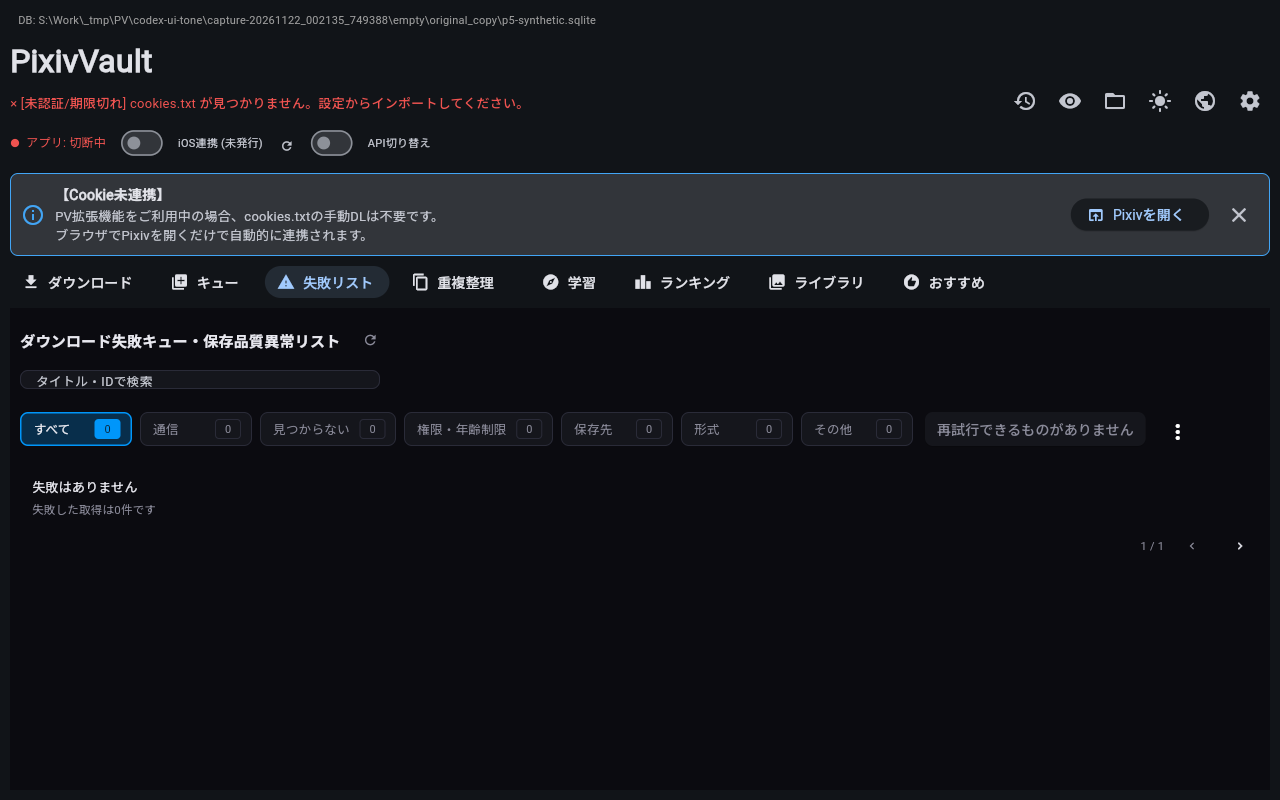 DB: S:\Work\_tmp\PV\codex-ui-tone\capture-20261122_002135_749388\empty\original_copy\p5-synthetic.sqlite
PixivVault
× [未認証/期限切れ] cookies.txt が見つかりません。設定からインポートしてください。
アプリ: 切断中 iOS連携 (未発行) API切り替え
【Cookie未連携】
PV拡張機能をご利用中の場合、cookies.txtの手動DLは不要です。
ブラウザでPixivを開くだけで自動的に連携されます。
Pixivを開く
ダウンロード キュー 失敗リスト 重複整理 学習 ランキング ライブラリ おすすめ
ダウンロード失敗キュー・保存品質異常リスト
タイトル・IDで検索
すべて 0 通信 0 見つからない 0 権限・年齢制限 0 保存先 0 形式 0 その他 0 再試行できるものがありません
失敗はありません
失敗した取得は0件です
1 / 1